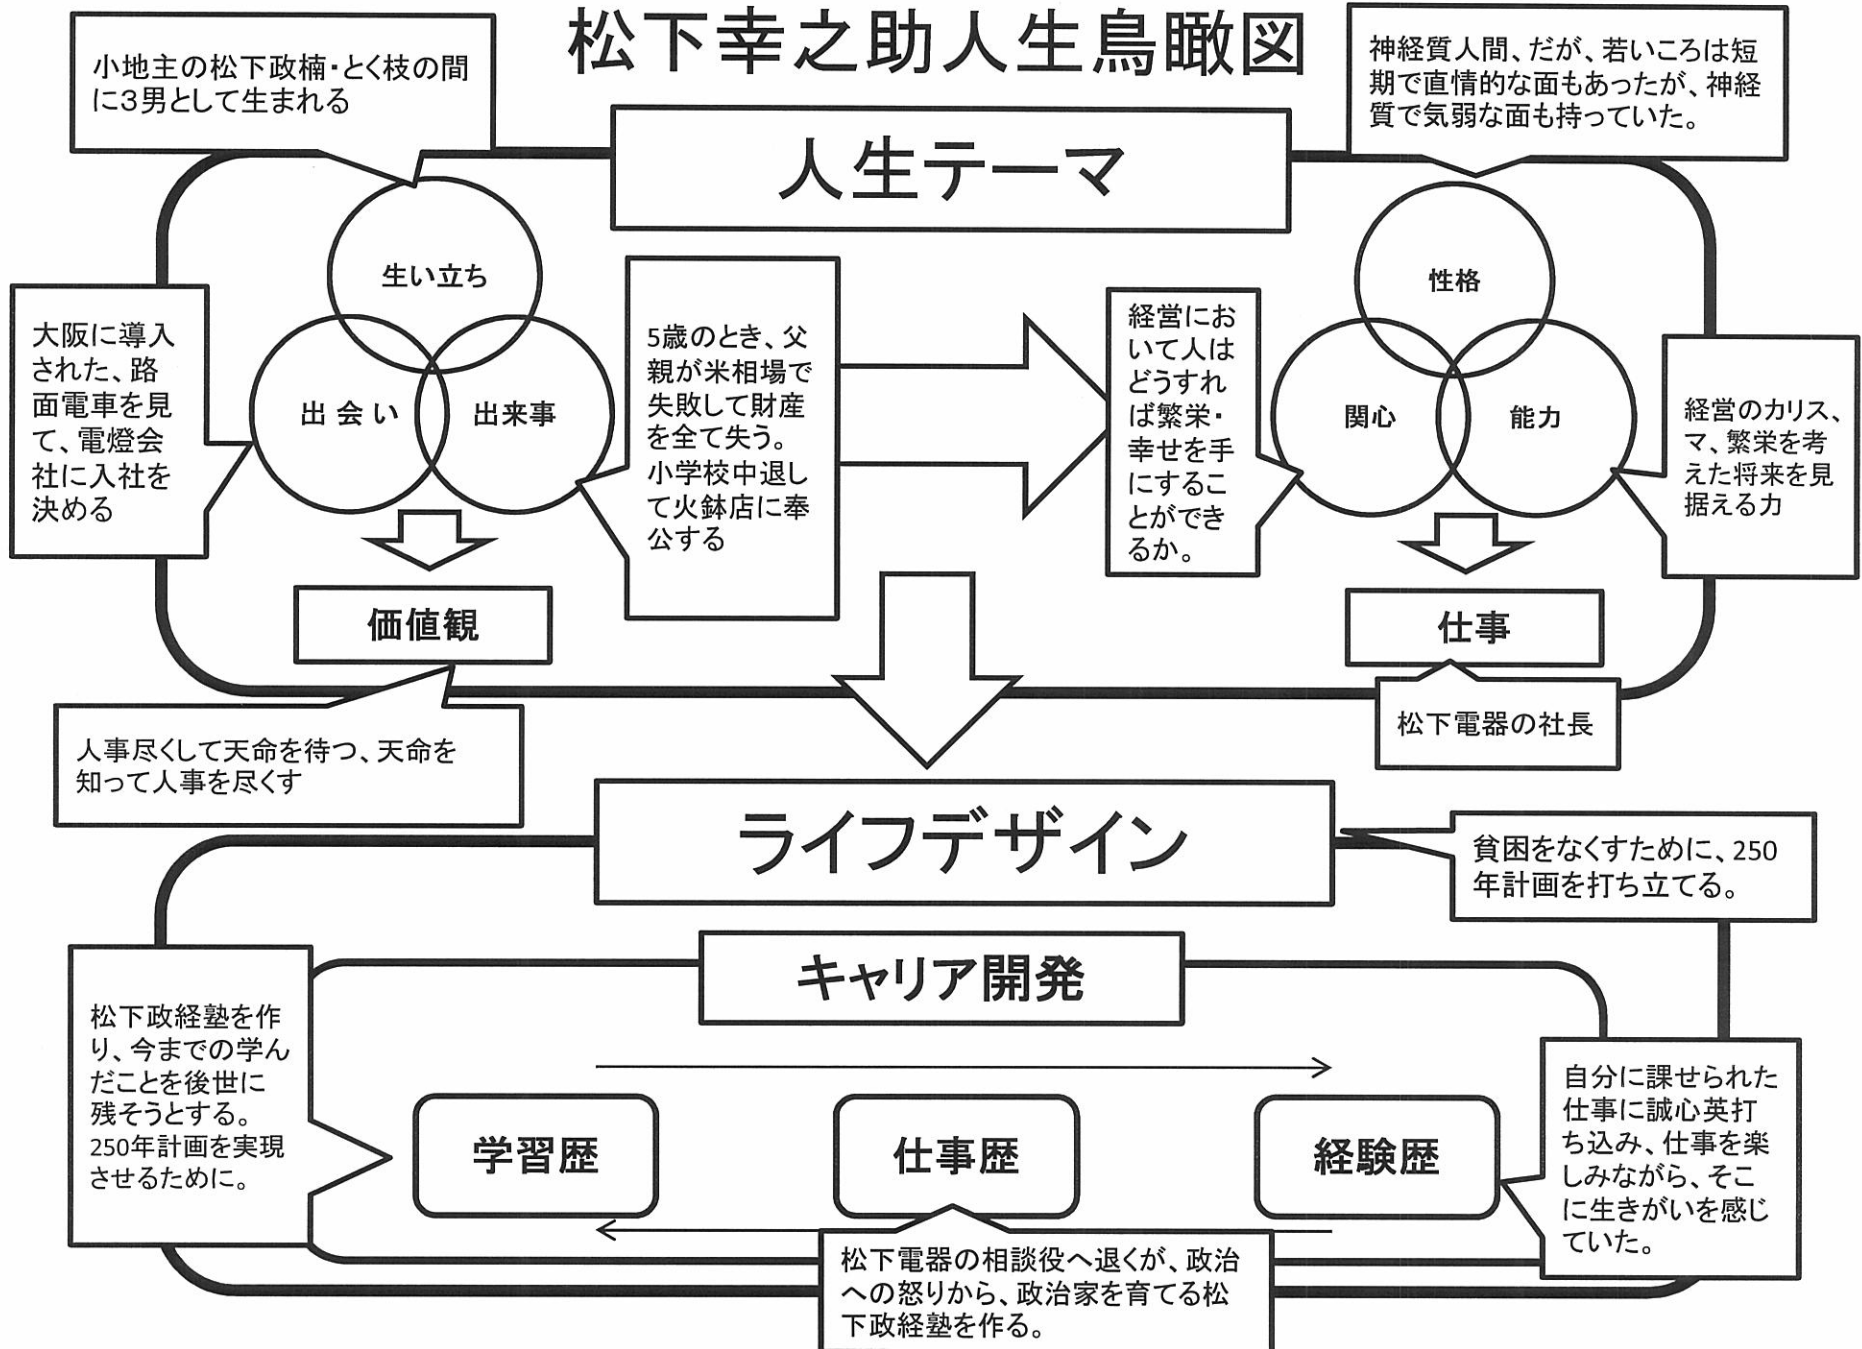 松下幸之助人生鳥瞰図
小地主の松下政楠・とく枝の間
に３男として生まれる
神経質人間、だが、若いころは短
期で直情的な面もあったが、神経
質で気弱な面も持っていた。
人生テーマ
生い立ち
出 会 い
出来事
大阪に導入
された、路
面電車を見
て、電燈会
社に入社を
決める
5歳のとき、父
親が米相場で
失敗して財産
を全て失う。
小学校中退し
て火鉢店に奉
公する
経営にお
いて人は
どうすれ
ば繁栄・
幸せを手
にするこ
とができ
るか。
性格
関心
能力
経営のカリス、
マ、繁栄を考
えた将来を見
据える力
価値観
仕事
人事尽くして天命を待つ、天命を
知って人事を尽くす
松下電器の社長
ライフデザイン
貧困をなくすために、250
年計画を打ち立てる。
キャリア開発
松下政経塾を作
り、今までの学ん
だことを後世に
残そうとする。
250年計画を実現
させるために。
学習歴
仕事歴
経験歴
自分に課せられた
仕事に誠心英打
ち込み、仕事を楽
しみながら、そこ
に生きがいを感じ
ていた。
松下電器の相談役へ退くが、政治
への怒りから、政治家を育てる松
下政経塾を作る。